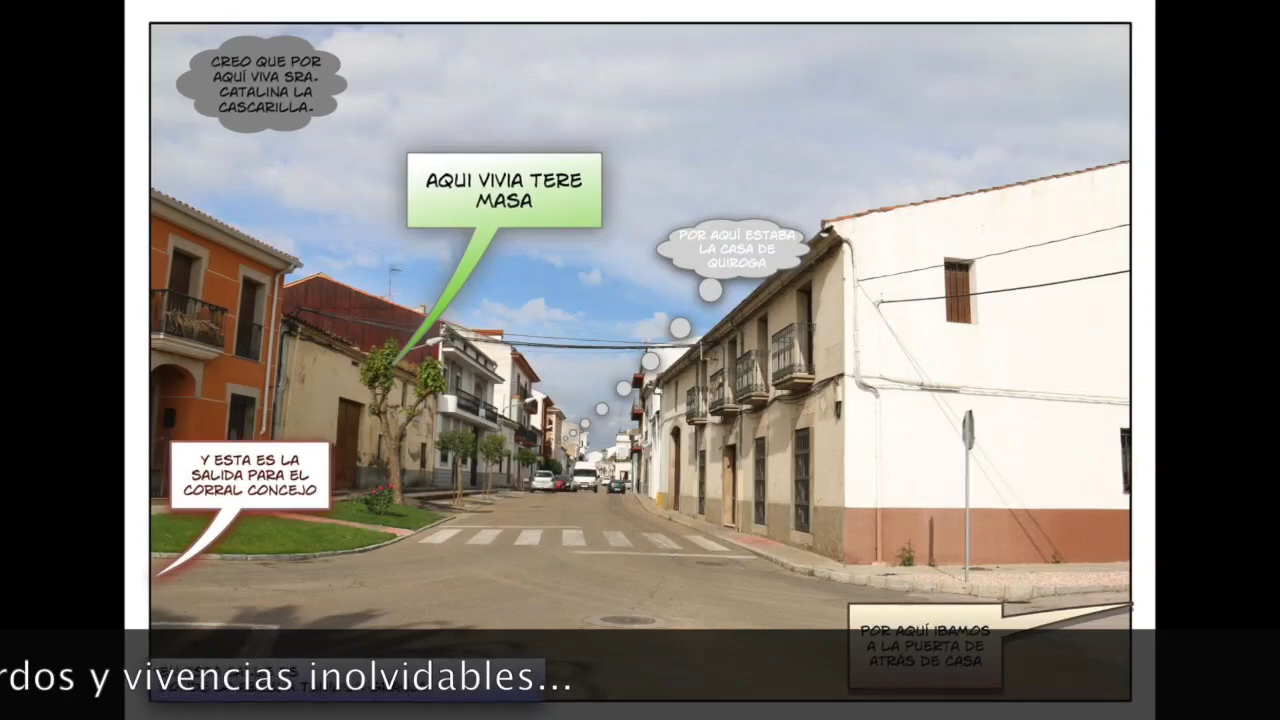 CREO QUE POR
AQUÍ VIVA SRA.
CATALINA LA
CASCARILLA.
AQUI VIVIA TERE
MASA
POR AQUÍ ESTABA
LA CASA DE
QUIROGA
Y ESTA ES LA
SALIDA PARA EL
CORRAL CONCEJO
POR AQUÍ IBAMOS
A LA PUERTA DE
ATRÁS DE CASA
rdos y vivencias inolvidables...